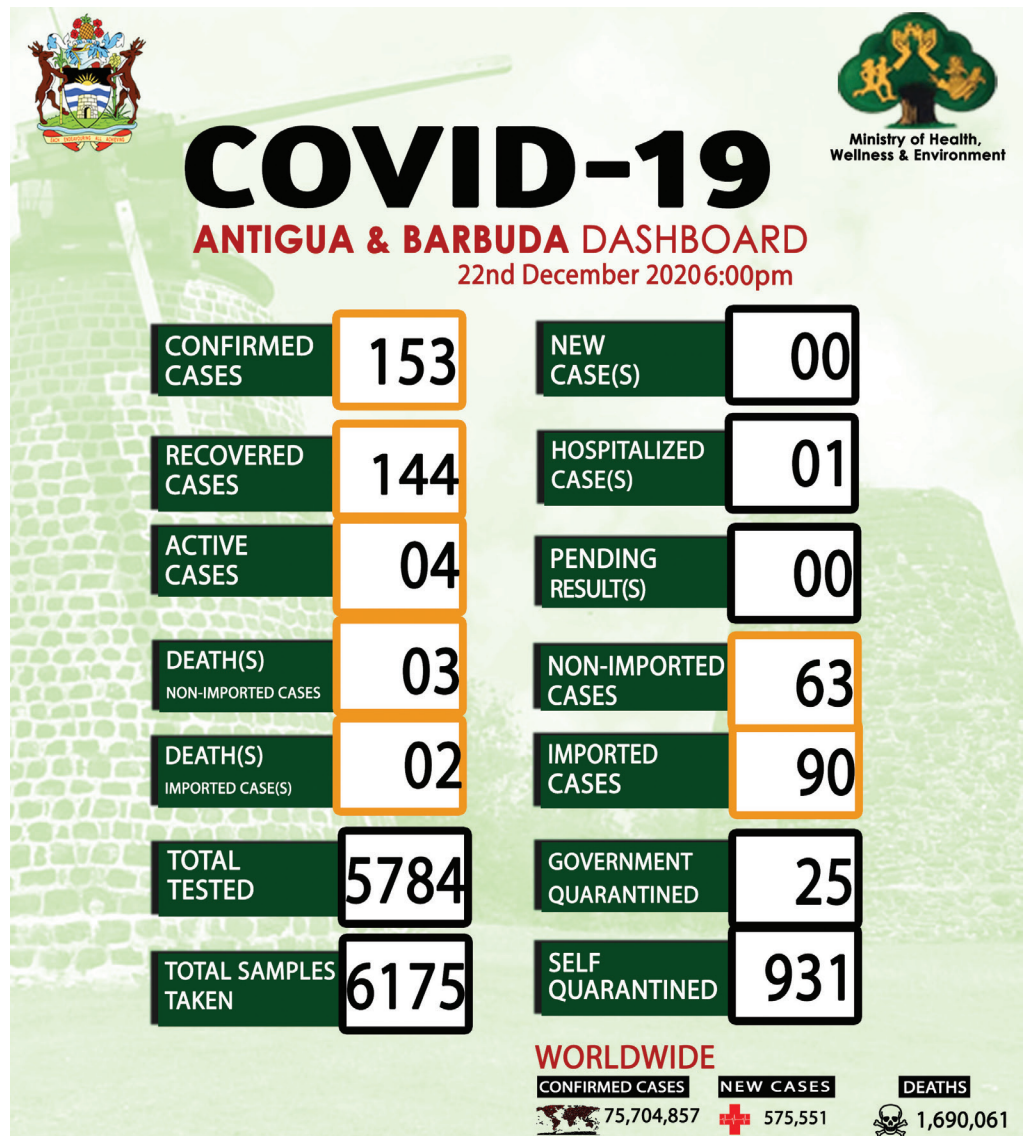 EACH ENDEAVOURING ALL ACHIEVING
Ministry of Health,
Wellness & Environment
COVID-19
ANTIGUA & BARBUDA DASHBOARD
22nd December 2020 6:00pm
CONFIRMED
CASES
153
RECOVERED
CASES
144
ACTIVE
CASES
04
DEATH(S)
NON-IMPORTED CASES
03
DEATH(S)
IMPORTED CASE(S)
02
TOTAL
TESTED
5784
TOTAL SAMPLES
TAKEN
6175
NEW
CASE(S)
00
HOSPITALIZED
CASE(S)
01
PENDING
RESULT(S)
00
NON-IMPORTED
CASES
63
IMPORTED
CASES
90
GOVERNMENT
QUARANTINED
25
SELF
QUARANTINED
931
WORLDWIDE
CONFIRMED CASES
75,704,857
NEW CASES
575,551
DEATHS
1,690,061